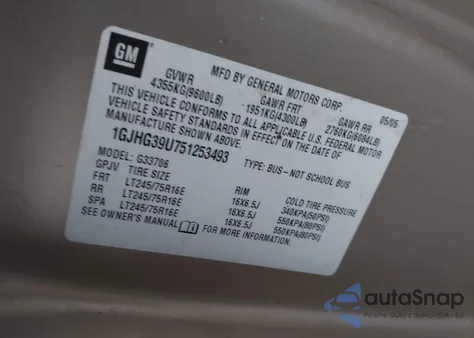 GM
MFD BY GENERAL MOTORS CORP. 05/05
GVWR GAWR FRT GAWR RR
4355KG(9600LB) 1951KG(4300LB) 2760KG(6084LB)
THIS VEHICLE CONFORMS TO ALL APPLICABLE U.S. FEDERAL MOTOR
VEHICLE SAFETY STANDARDS IN EFFECT ON THE DATE OF
MANUFACTURE SHOWN ABOVE.
1GJHG39U751253493 TYPE: BUS-NOT SCHOOL BUS
MODEL: G33706
GPJV TIRE SIZE RIM COLD TIRE PRESSURE
FRT LT245/75R16E 16X6.5J 340KPA(50PSI)
RR LT245/75R16E 16X6.5J 550KPA(80PSI)
SPA LT245/75R16E 16X6.5J 550KPA(80PSI)
SEE OWNER'S MANUAL FOR MORE INFORMATION.
autoSnap